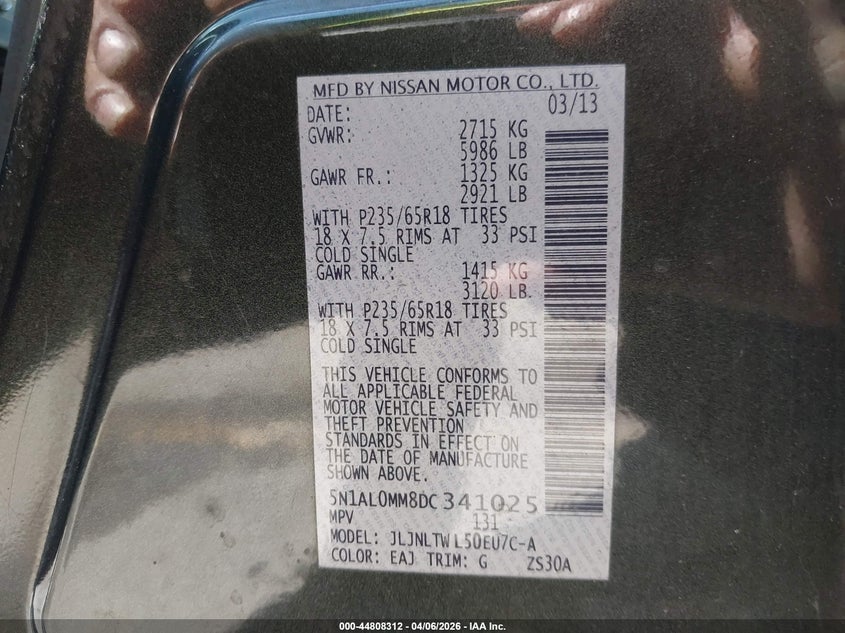 MFD BY NISSAN MOTOR CO., LTD.
DATE: 03/13
GVWR: 2715 KG
5986 LB
GAWR FR.: 1325 KG
2921 LB
WITH P235/65R18 TIRES
18 X 7.5 RIMS AT 33 PSI
COLD SINGLE
GAWR RR.: 1415 KG
3120 LB
WITH P235/65R18 TIRES
18 X 7.5 RIMS AT 33 PSI
COLD SINGLE
THIS VEHICLE CONFORMS TO
ALL APPLICABLE FEDERAL
MOTOR VEHICLE SAFETY AND
THEFT PREVENTION
STANDARDS IN EFFECT ON
THE DATE OF MANUFACTURE
SHOWN ABOVE.
5N1AL0MM8DC341025
MPV 131
MODEL: JLJNLTWL50EU7C-A
COLOR: EAJ TRIM: G ZS30A
000-44808312 - 04/06/2026 - IAA Inc.